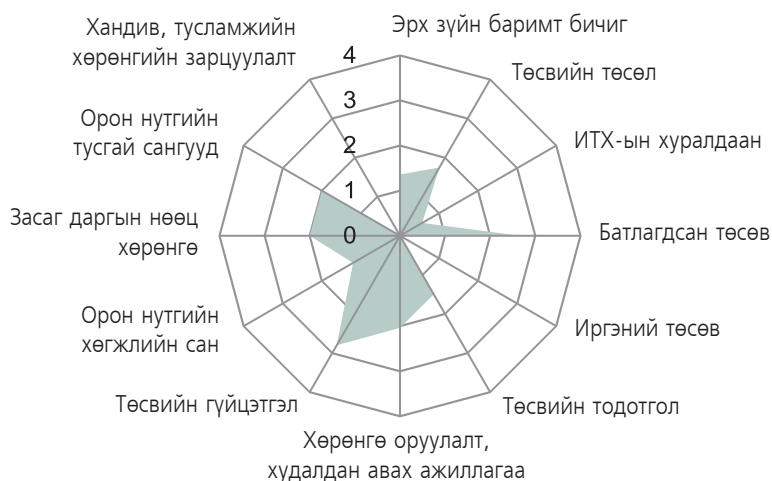 Эрх зүйн баримт бичиг
Төсвийн төсөл
ИТХ-ын хуралдаан
Батлагдсан төсөв
Иргэний төсөв
Төсвийн тодотгол
Хөрөнгө оруулалт,
худалдан авах ажиллагаа
Төсвийн гүйцэтгэл
Орон нутгийн
хөгжлийн сан
Засаг даргын нөөц
хөрөнгө
Орон нутгийн
тусгай сангууд
Хандив, тусламжийн
хөрөнгийн зарцуулалт
4
3
2
1
0